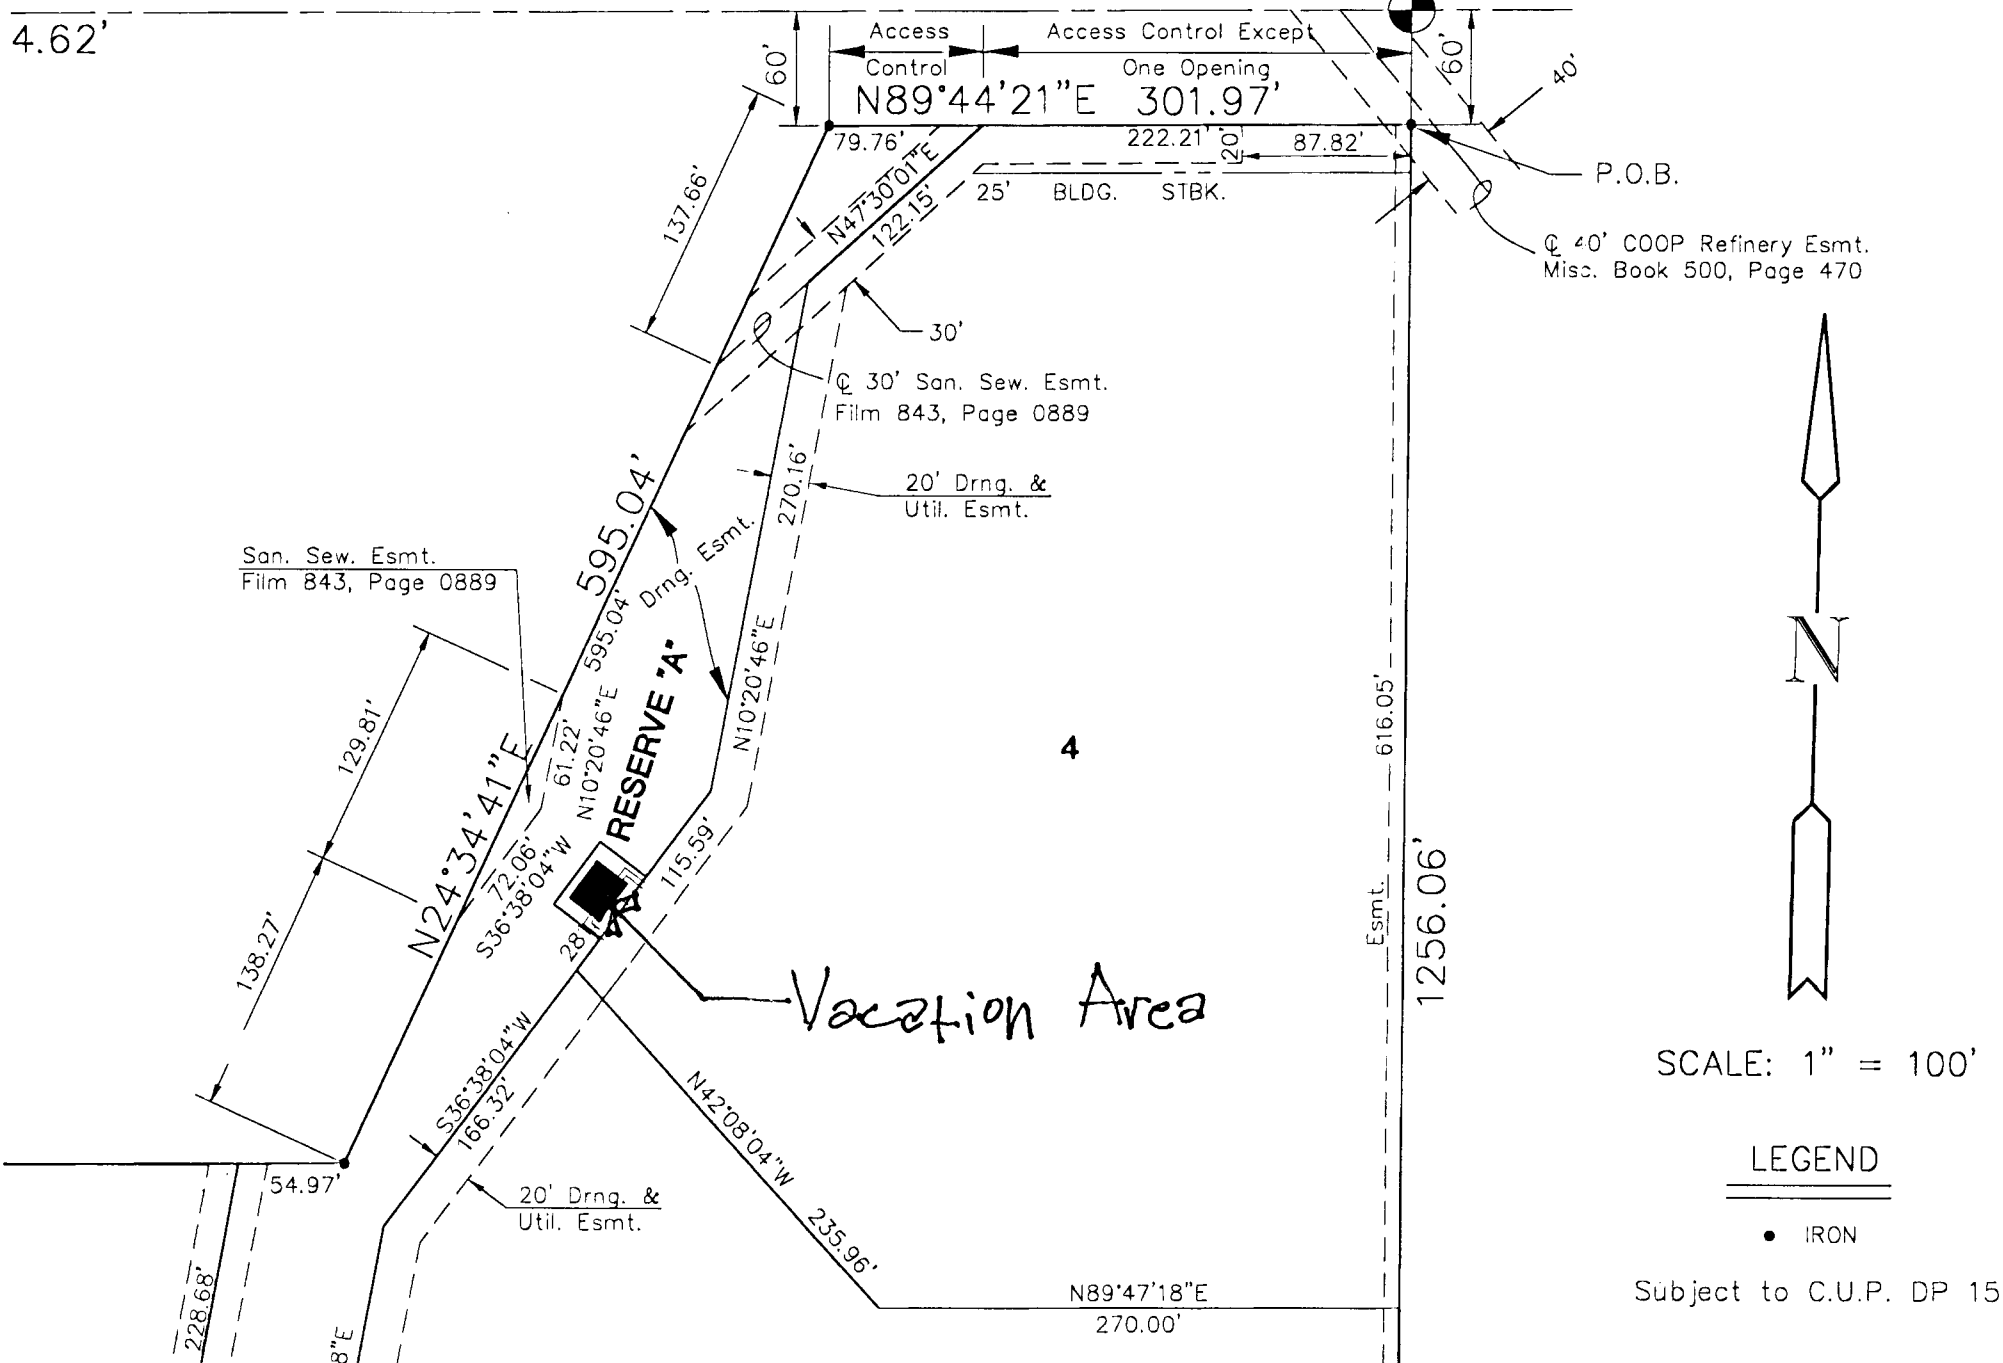 4.62'
60'
Access
Control
Access Control Except
One Opening
60'
40'
N89°44'21"E 301.97'
79.76'
222.21'
20'
87.82'
P.O.B.
137.66'
N47°30'01"E
122.15'
25' BLDG. STBK.
℄ 40' COOP Refinery Esmt.
Misc. Book 500, Page 470
30'
℄ 30' San. Sew. Esmt.
Film 843, Page 0889
270.16'
20' Drng. &
Util. Esmt.
595.04'
Drng. Esmt.
San. Sew. Esmt.
Film 843, Page 0889
595.04'
N10°20'46"E
RESERVE "A"
N10°20'46"E
61.22'
129.81'
N24°34'41"E
616.05'
N
4
72.06'
S36°38'04"W
115.59'
138.27'
28
Esmt.
1256.06'
Vacation Area
S36°38'04"W
166.32'
N42°08'04"W
235.96'
SCALE: 1" = 100'
LEGEND
IRON
54.97'
20' Drng. &
Util. Esmt.
228.68'
8"E
N89°47'18"E
270.00'
Subject to C.U.P. DP 15